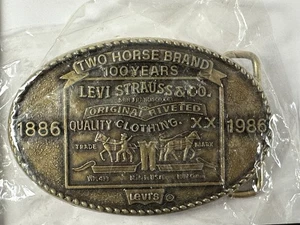 TWO HORSE BRAND
100 YEARS
LEVI STRAUSS & CO.
ORIGINAL RIVETED
QUALITY CLOTHING. XX
1886 1986
TRADE MARK
Levi's